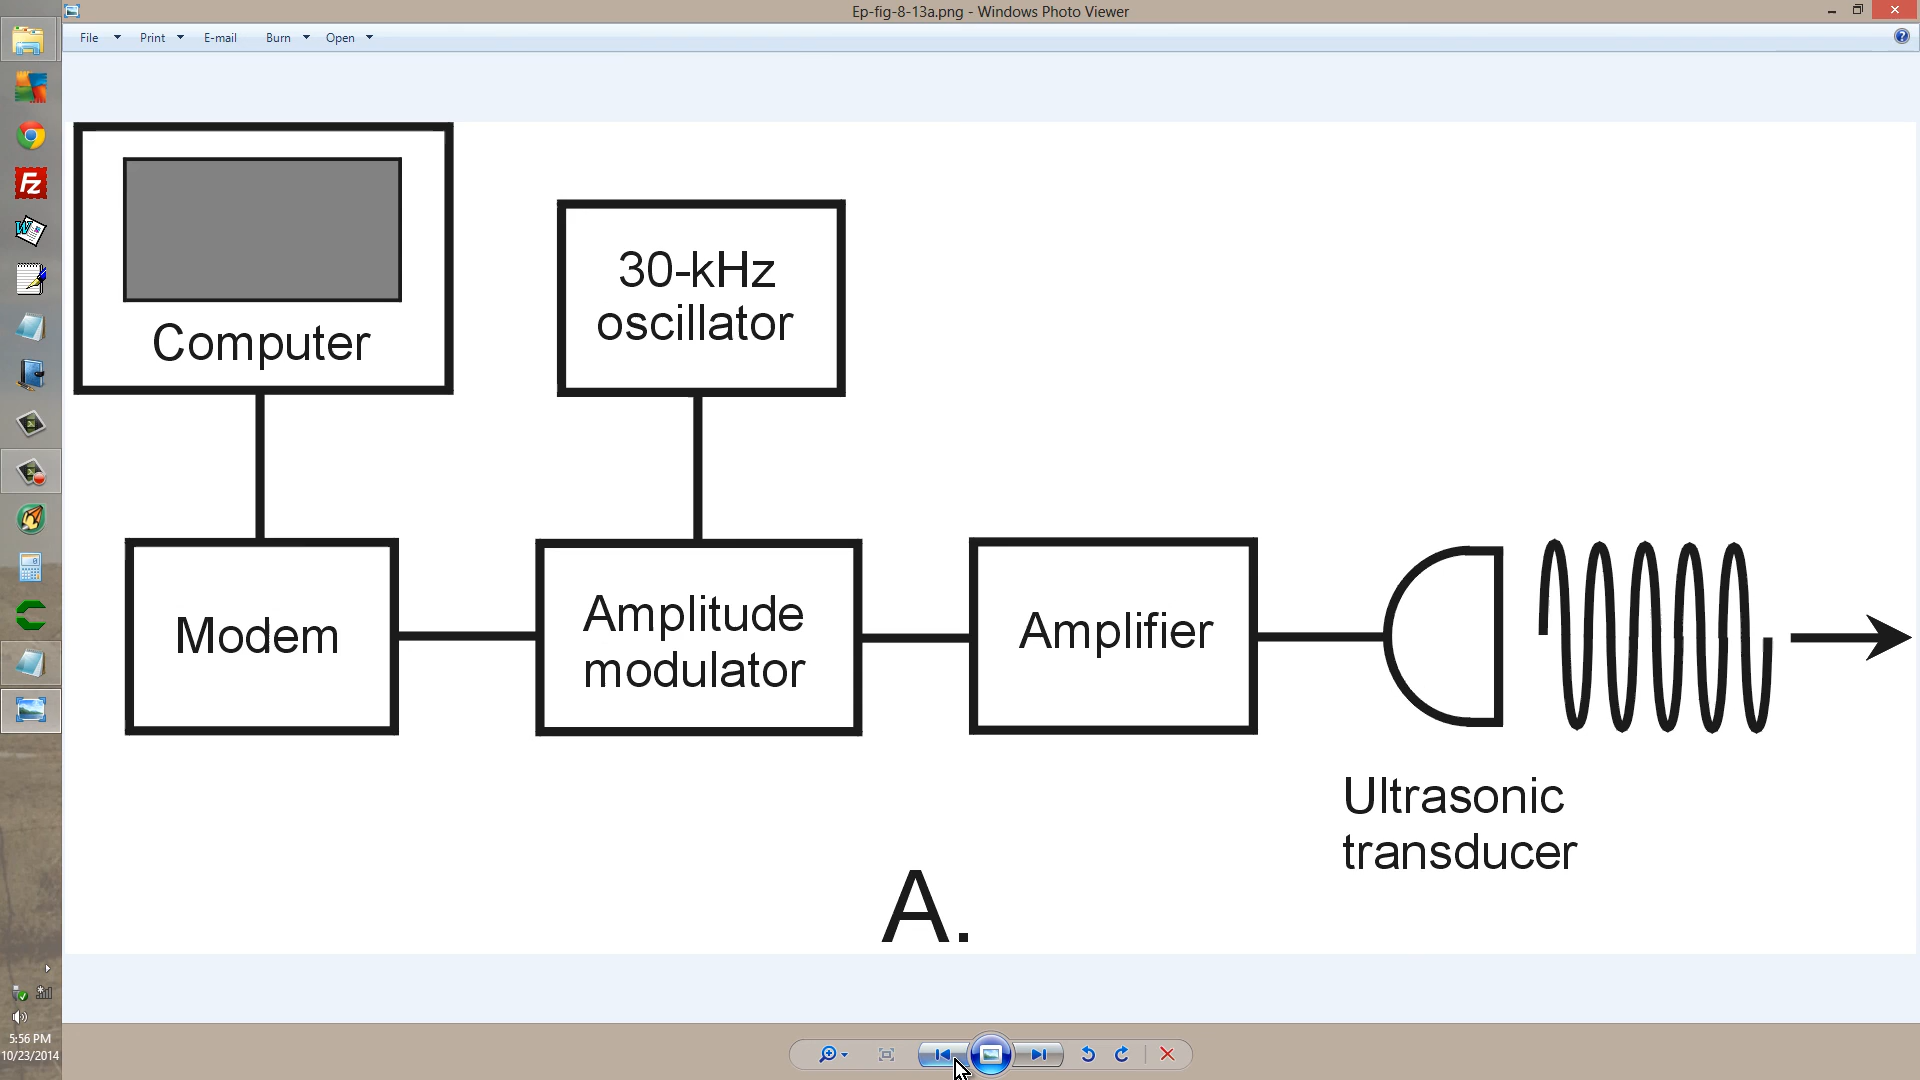 Ep-fig-8-13a.png - Windows Photo Viewer
File Print E-mail Burn Open
Computer
30-kHz
oscillator
Modem
Amplitude
modulator
Amplifier
Ultrasonic
transducer
A.
5:56 PM
10/23/2014